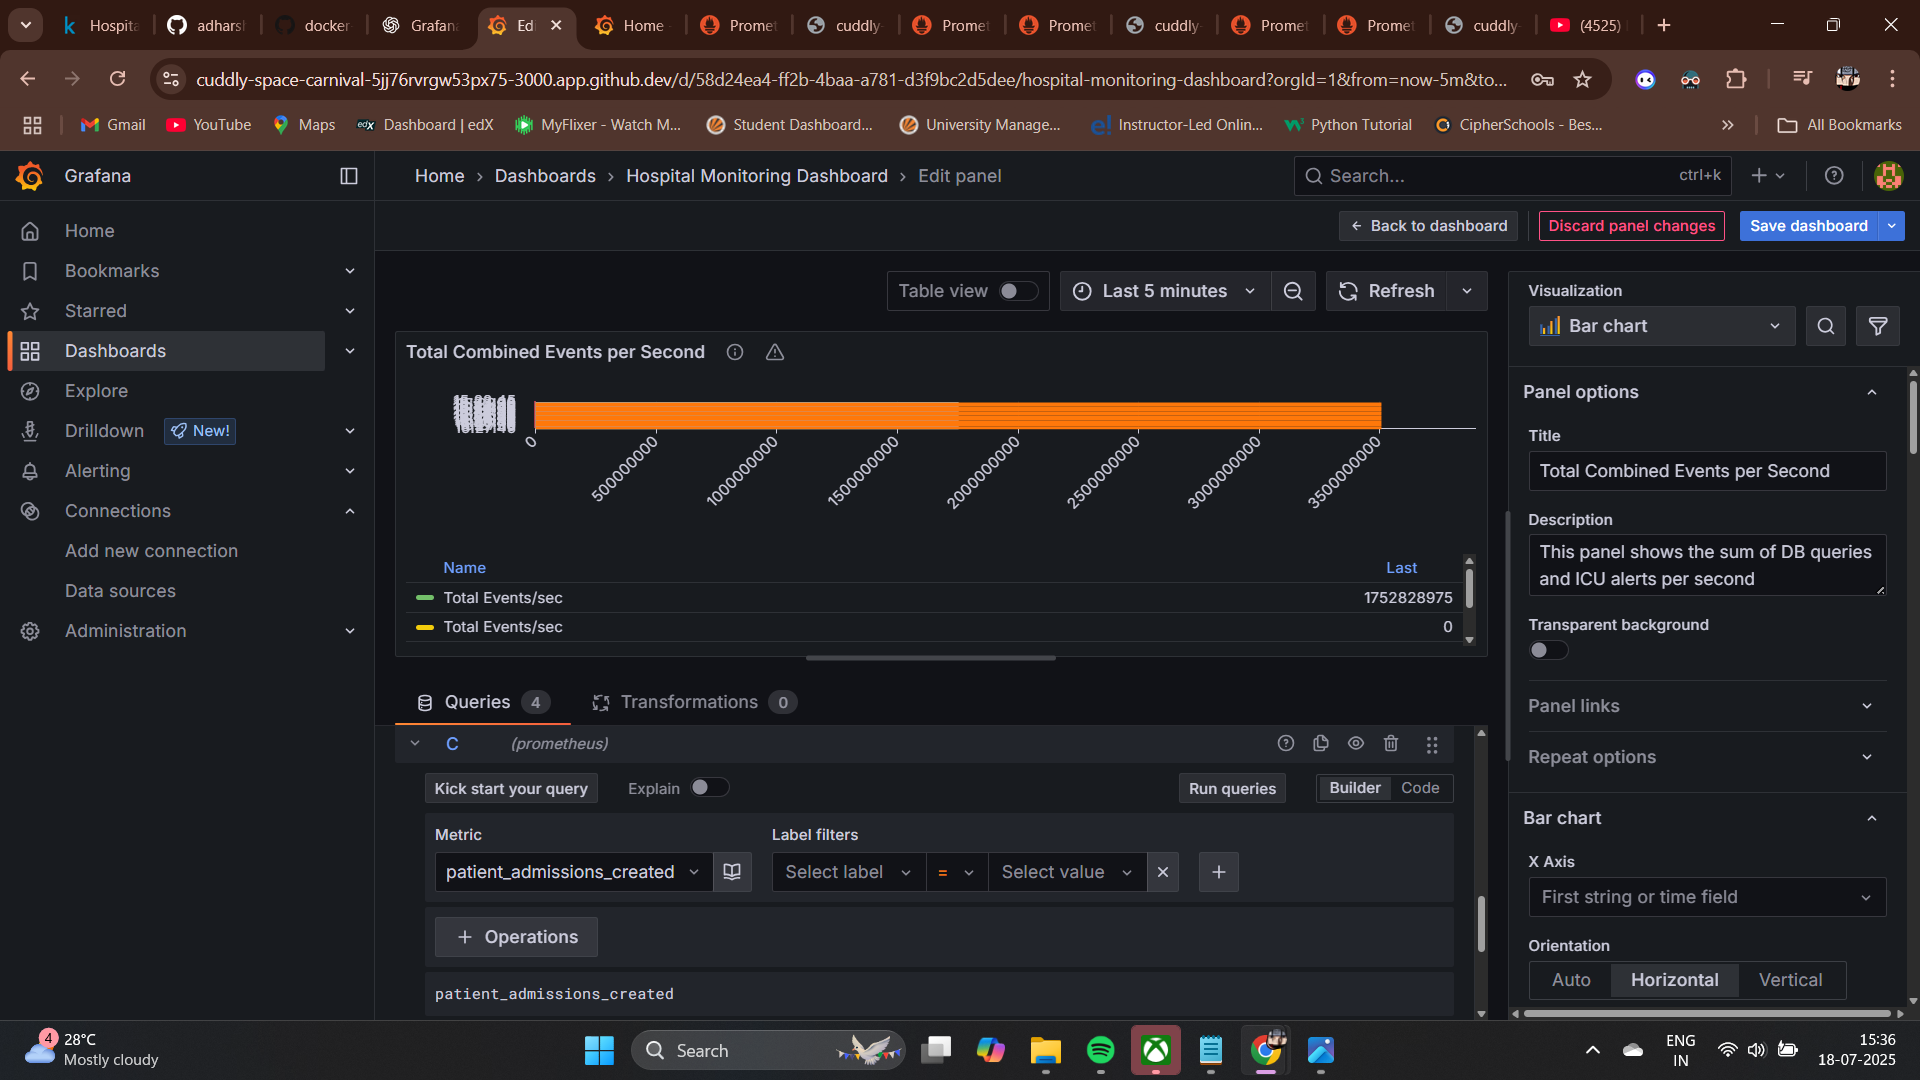 Hospita
adharsh
docker
Grafana
Edi
Home
Promet
cuddly
Promet
Promet
cuddly
Promet
Promet
cuddly
(4525)
cuddly-space-carnival-5jj76rvrgw53px75-3000.app.github.dev/d/58d24ea4-ff2b-4baa-a781-d3f9bc2d5dee/hospital-monitoring-dashboard?orgId=1&from=now-5m&to...
Gmail
YouTube
Maps
edX
Dashboard | edX
MyFlixer - Watch M...
Student Dashboard...
University Manage...
e!
Instructor-Led Onlin...
Python Tutorial
CipherSchools - Bes...
All Bookmarks
Grafana
Home › Dashboards › Hospital Monitoring Dashboard › Edit panel
Search...
ctrl+k
Back to dashboard
Discard panel changes
Save dashboard
Home
Bookmarks
Starred
Dashboards
Explore
Drilldown
New!
Alerting
Connections
Add new connection
Data sources
Administration
Table view
Last 5 minutes
Refresh
Total Combined Events per Second
0
500000000
1000000000
1500000000
2000000000
2500000000
3000000000
3500000000
Name
Last
Total Events/sec
1752828975
Total Events/sec
0
Queries 4
Transformations 0
C
(prometheus)
Kick start your query
Explain
Run queries
Builder
Code
Metric
Label filters
patient_admissions_created
Select label
=
Select value
+ Operations
patient_admissions_created
Visualization
Bar chart
Panel options
Title
Total Combined Events per Second
Description
This panel shows the sum of DB queries
and ICU alerts per second
Transparent background
Panel links
Repeat options
Bar chart
X Axis
First string or time field
Orientation
Auto
Horizontal
Vertical
4
28°C
Mostly cloudy
Search
ENG
IN
15:36
18-07-2025